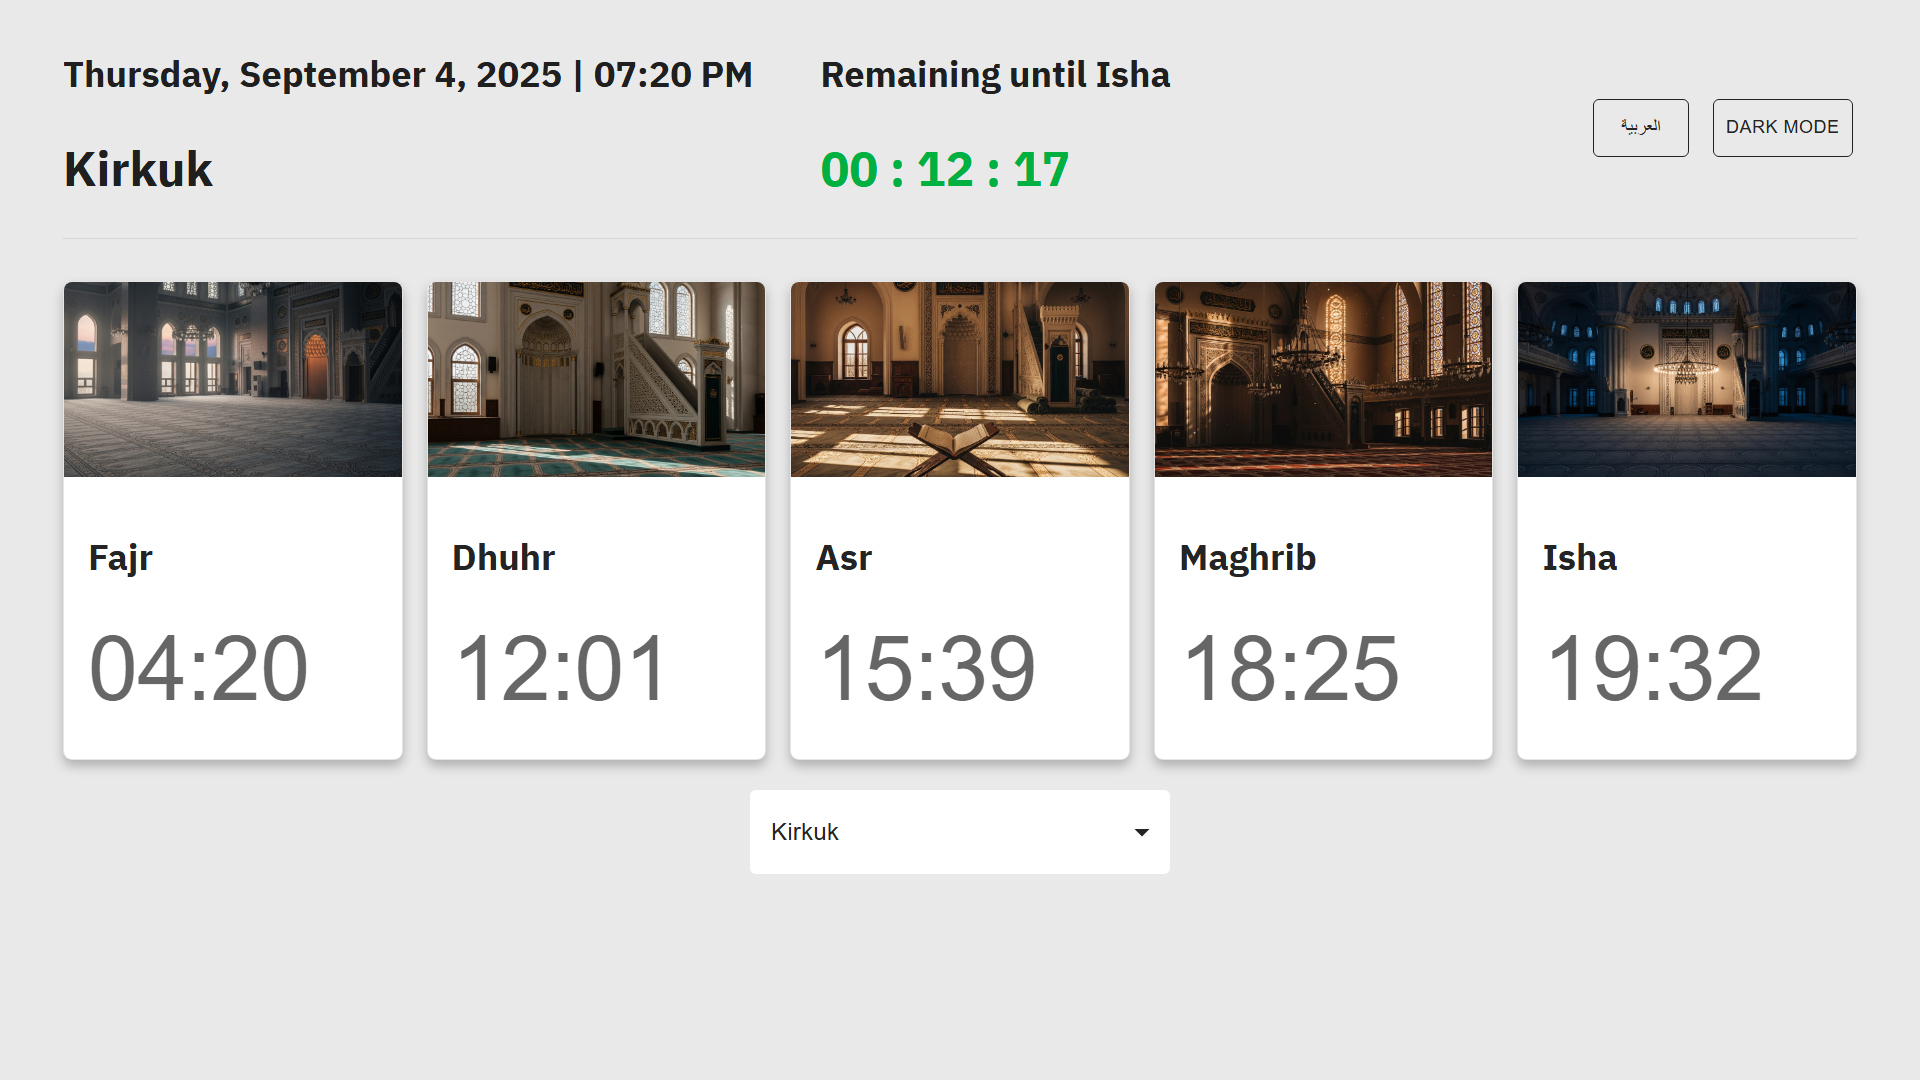 Thursday, September 4, 2025 | 07:20 PM
Kirkuk
Remaining until Isha
00 : 12 : 17
العربية
DARK MODE
Fajr
04:20
Dhuhr
12:01
Asr
15:39
Maghrib
18:25
Isha
19:32
Kirkuk